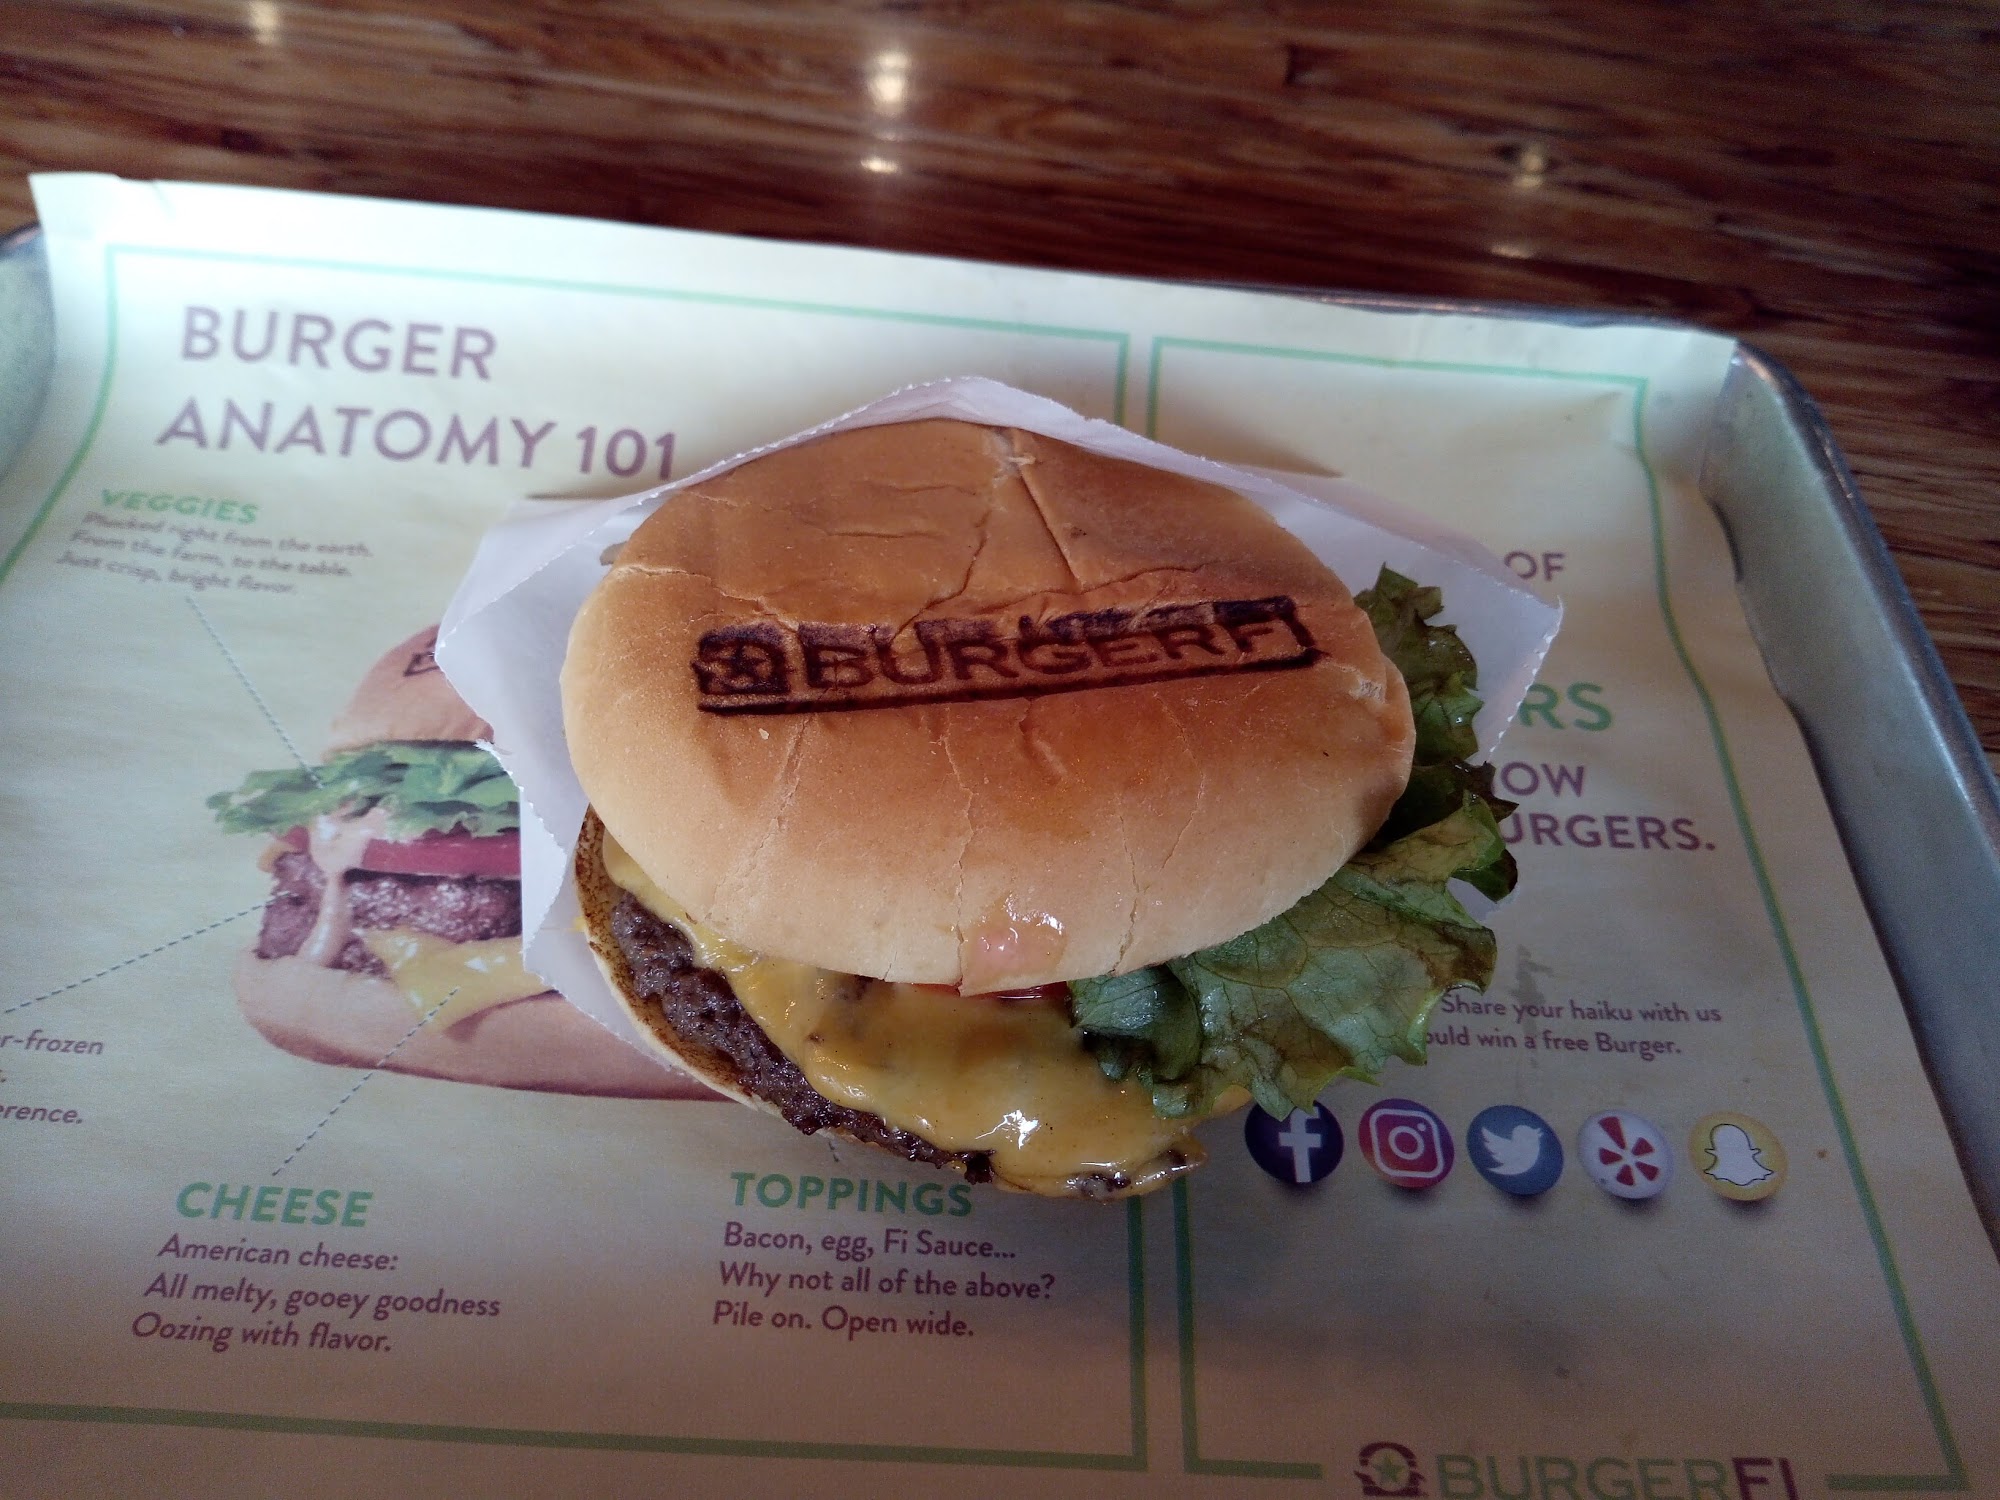 BURGER
ANATOMY 101
VEGGIES
Plucked right from the earth.
From the farm, to the table.
Just crisp, bright flavor.
BURGERFI
OF
RS
OW
URGERS.
r-frozen
erence.
CHEESE
American cheese:
All melty, gooey goodness
Oozing with flavor.
TOPPINGS
Bacon, egg, Fi Sauce...
Why not all of the above?
Pile on. Open wide.
Share your haiku with us
ould win a free Burger.
BURGERFI